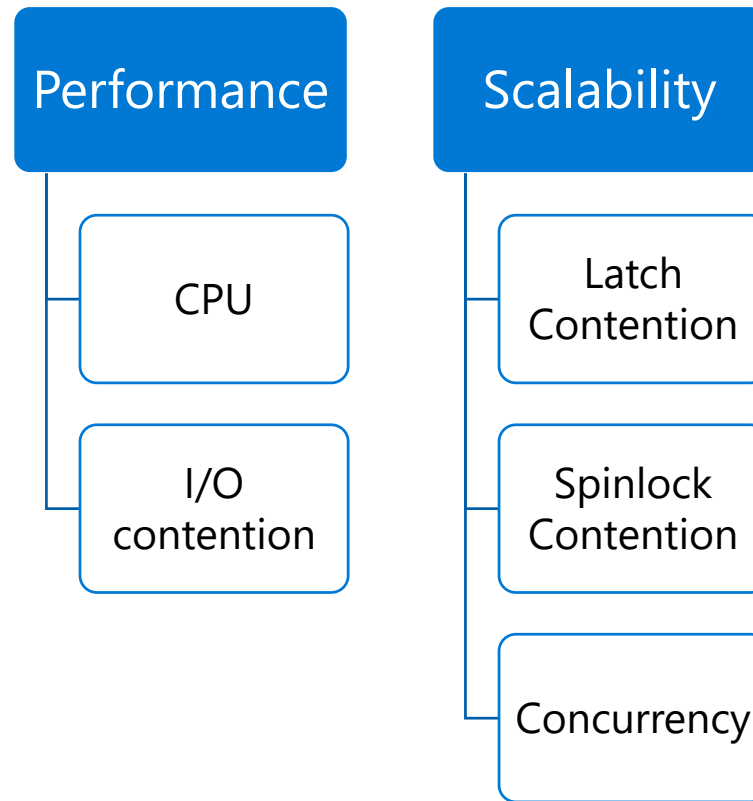 Performance
CPU
I/O
contention
Scalability
Latch
Contention
Spinlock
Contention
Concurrency